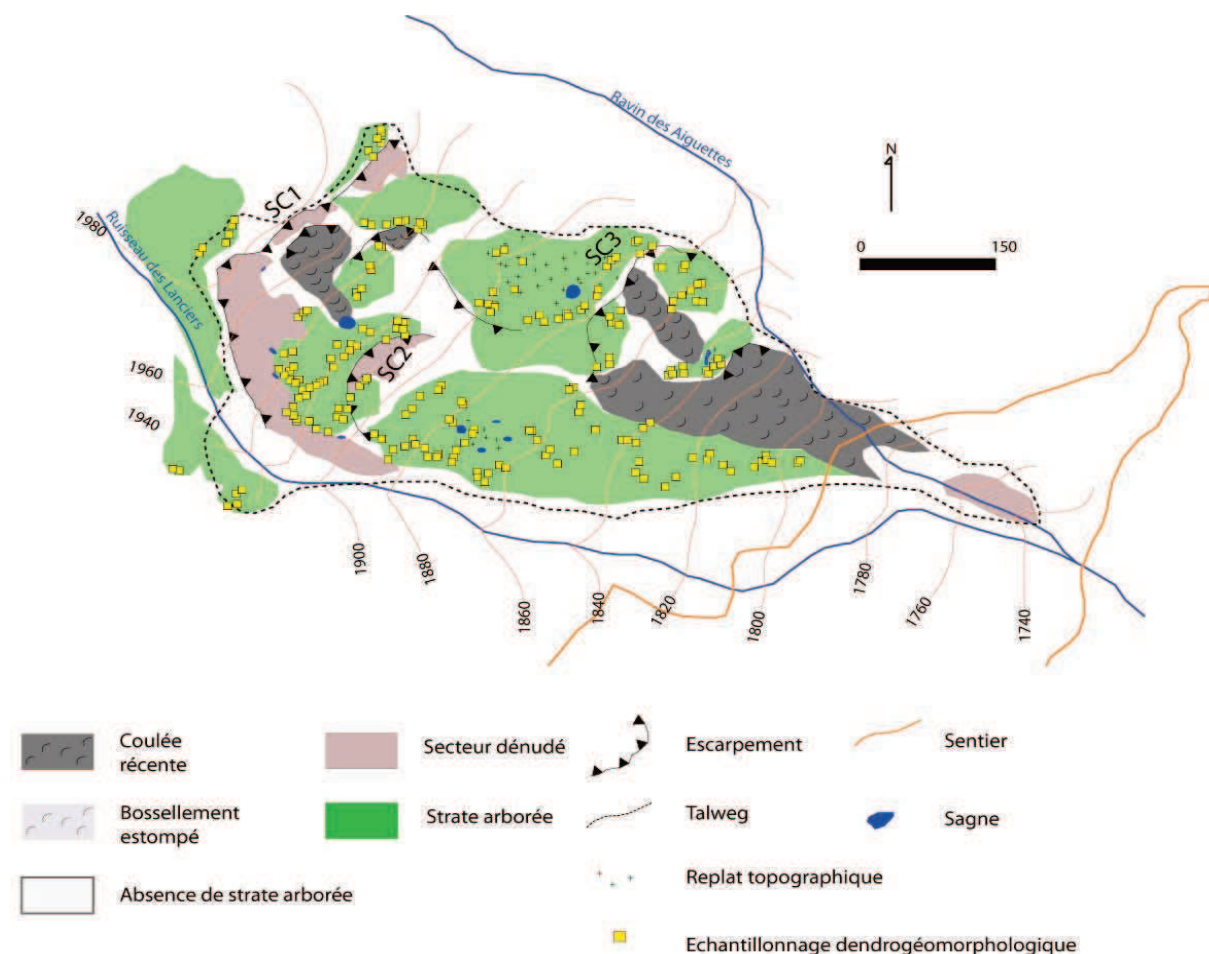 Ravin des Aiguettes
N
SC1
1980
Ruisseau des Lanciers
SC3
0 150
SC2
1960
1940
1900
1880
1860
1840
1820
1800
1780
1760
1740
Coulée récente
Secteur dénudé
Escarpement
Sentier
Bossellement estompé
Strate arborée
Talweg
Sagne
Absence de strate arborée
Replat topographique
Echantillonnage dendrogéomorphologique